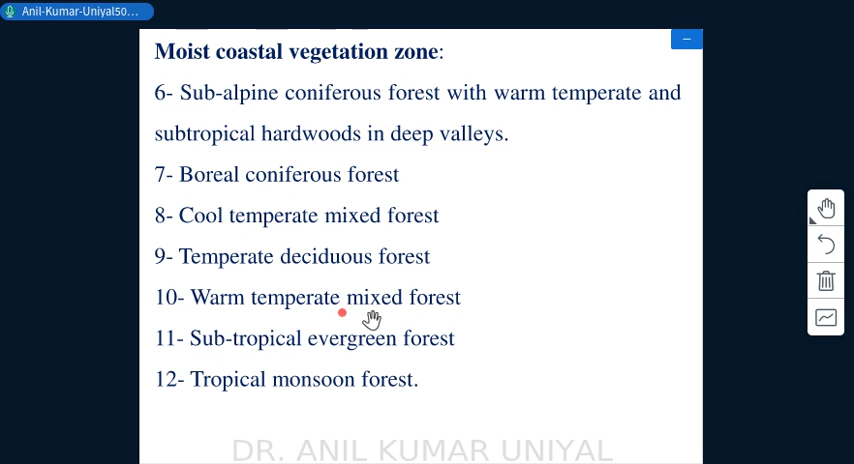 Anil-Kumar-Uniyal50...
Moist coastal vegetation zone:
6- Sub-alpine coniferous forest with warm temperate and
subtropical hardwoods in deep valleys.
7- Boreal coniferous forest
8- Cool temperate mixed forest
9- Temperate deciduous forest
10- Warm temperate mixed forest
11- Sub-tropical evergreen forest
12- Tropical monsoon forest.
DR. ANIL KUMAR UNIYAL